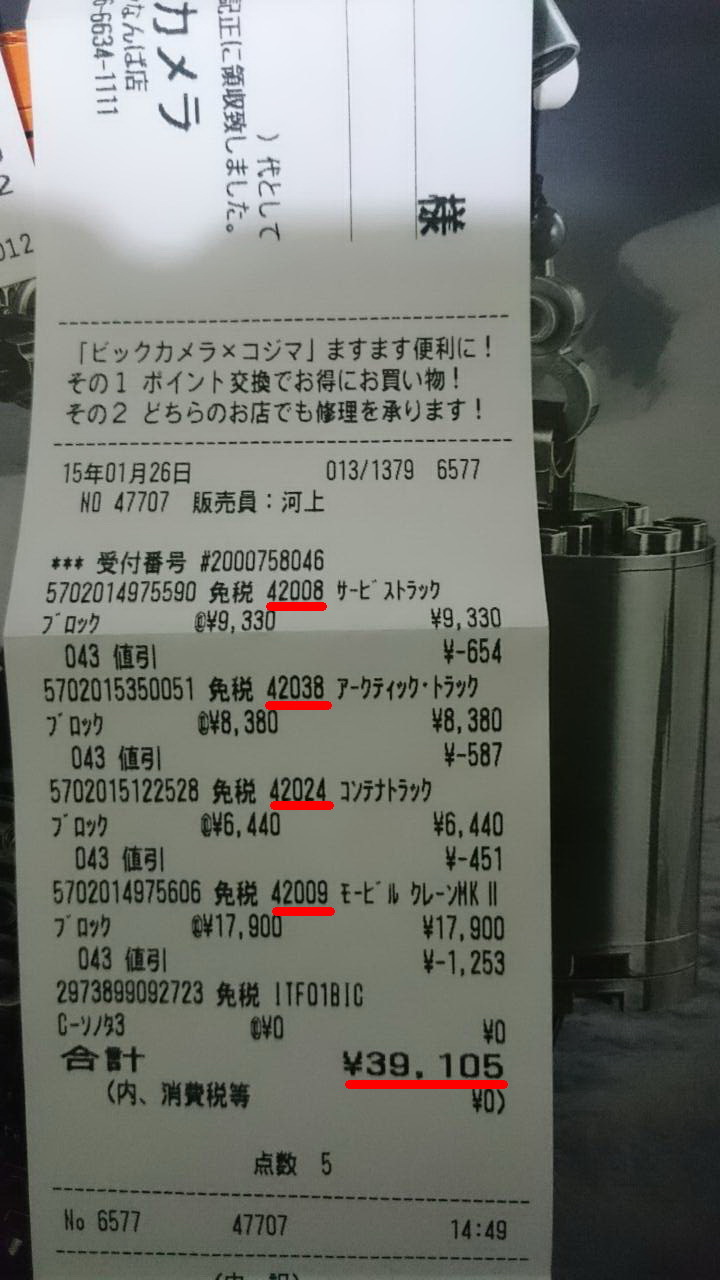 カメラ
なんば店
6-6634-1111
記正に領収致しました。
)代として
様
「ビックカメラ×コジマ」ますます便利に!
その1 ポイント交換でお得にお買い物!
その2 どちらのお店でも修理を承ります!
15年01月26日 013/1379 6577
NO 47707 販売員:河上
*** 受付番号 #2000758046
5702014975590 免税 42008 サービストラック
ブロック @¥9,330 ¥9,330
043 値引 ¥-654
5702015350051 免税 42038 アークティック・トラック
ブロック @¥8,380 ¥8,380
043 値引 ¥-587
5702015122528 免税 42024 コンテナトラック
ブロック @¥6,440 ¥6,440
043 値引 ¥-451
5702014975606 免税 42009 モービル クレーンMK II
ブロック @¥17,900 ¥17,900
043 値引 ¥-1,253
2973899092723 免税 ITF01BIC
C-ソノタ3 @¥0 ¥0
合計 ¥39,105
(内、消費税等 ¥0)
点数 5
No 6577 47707 14:49
012